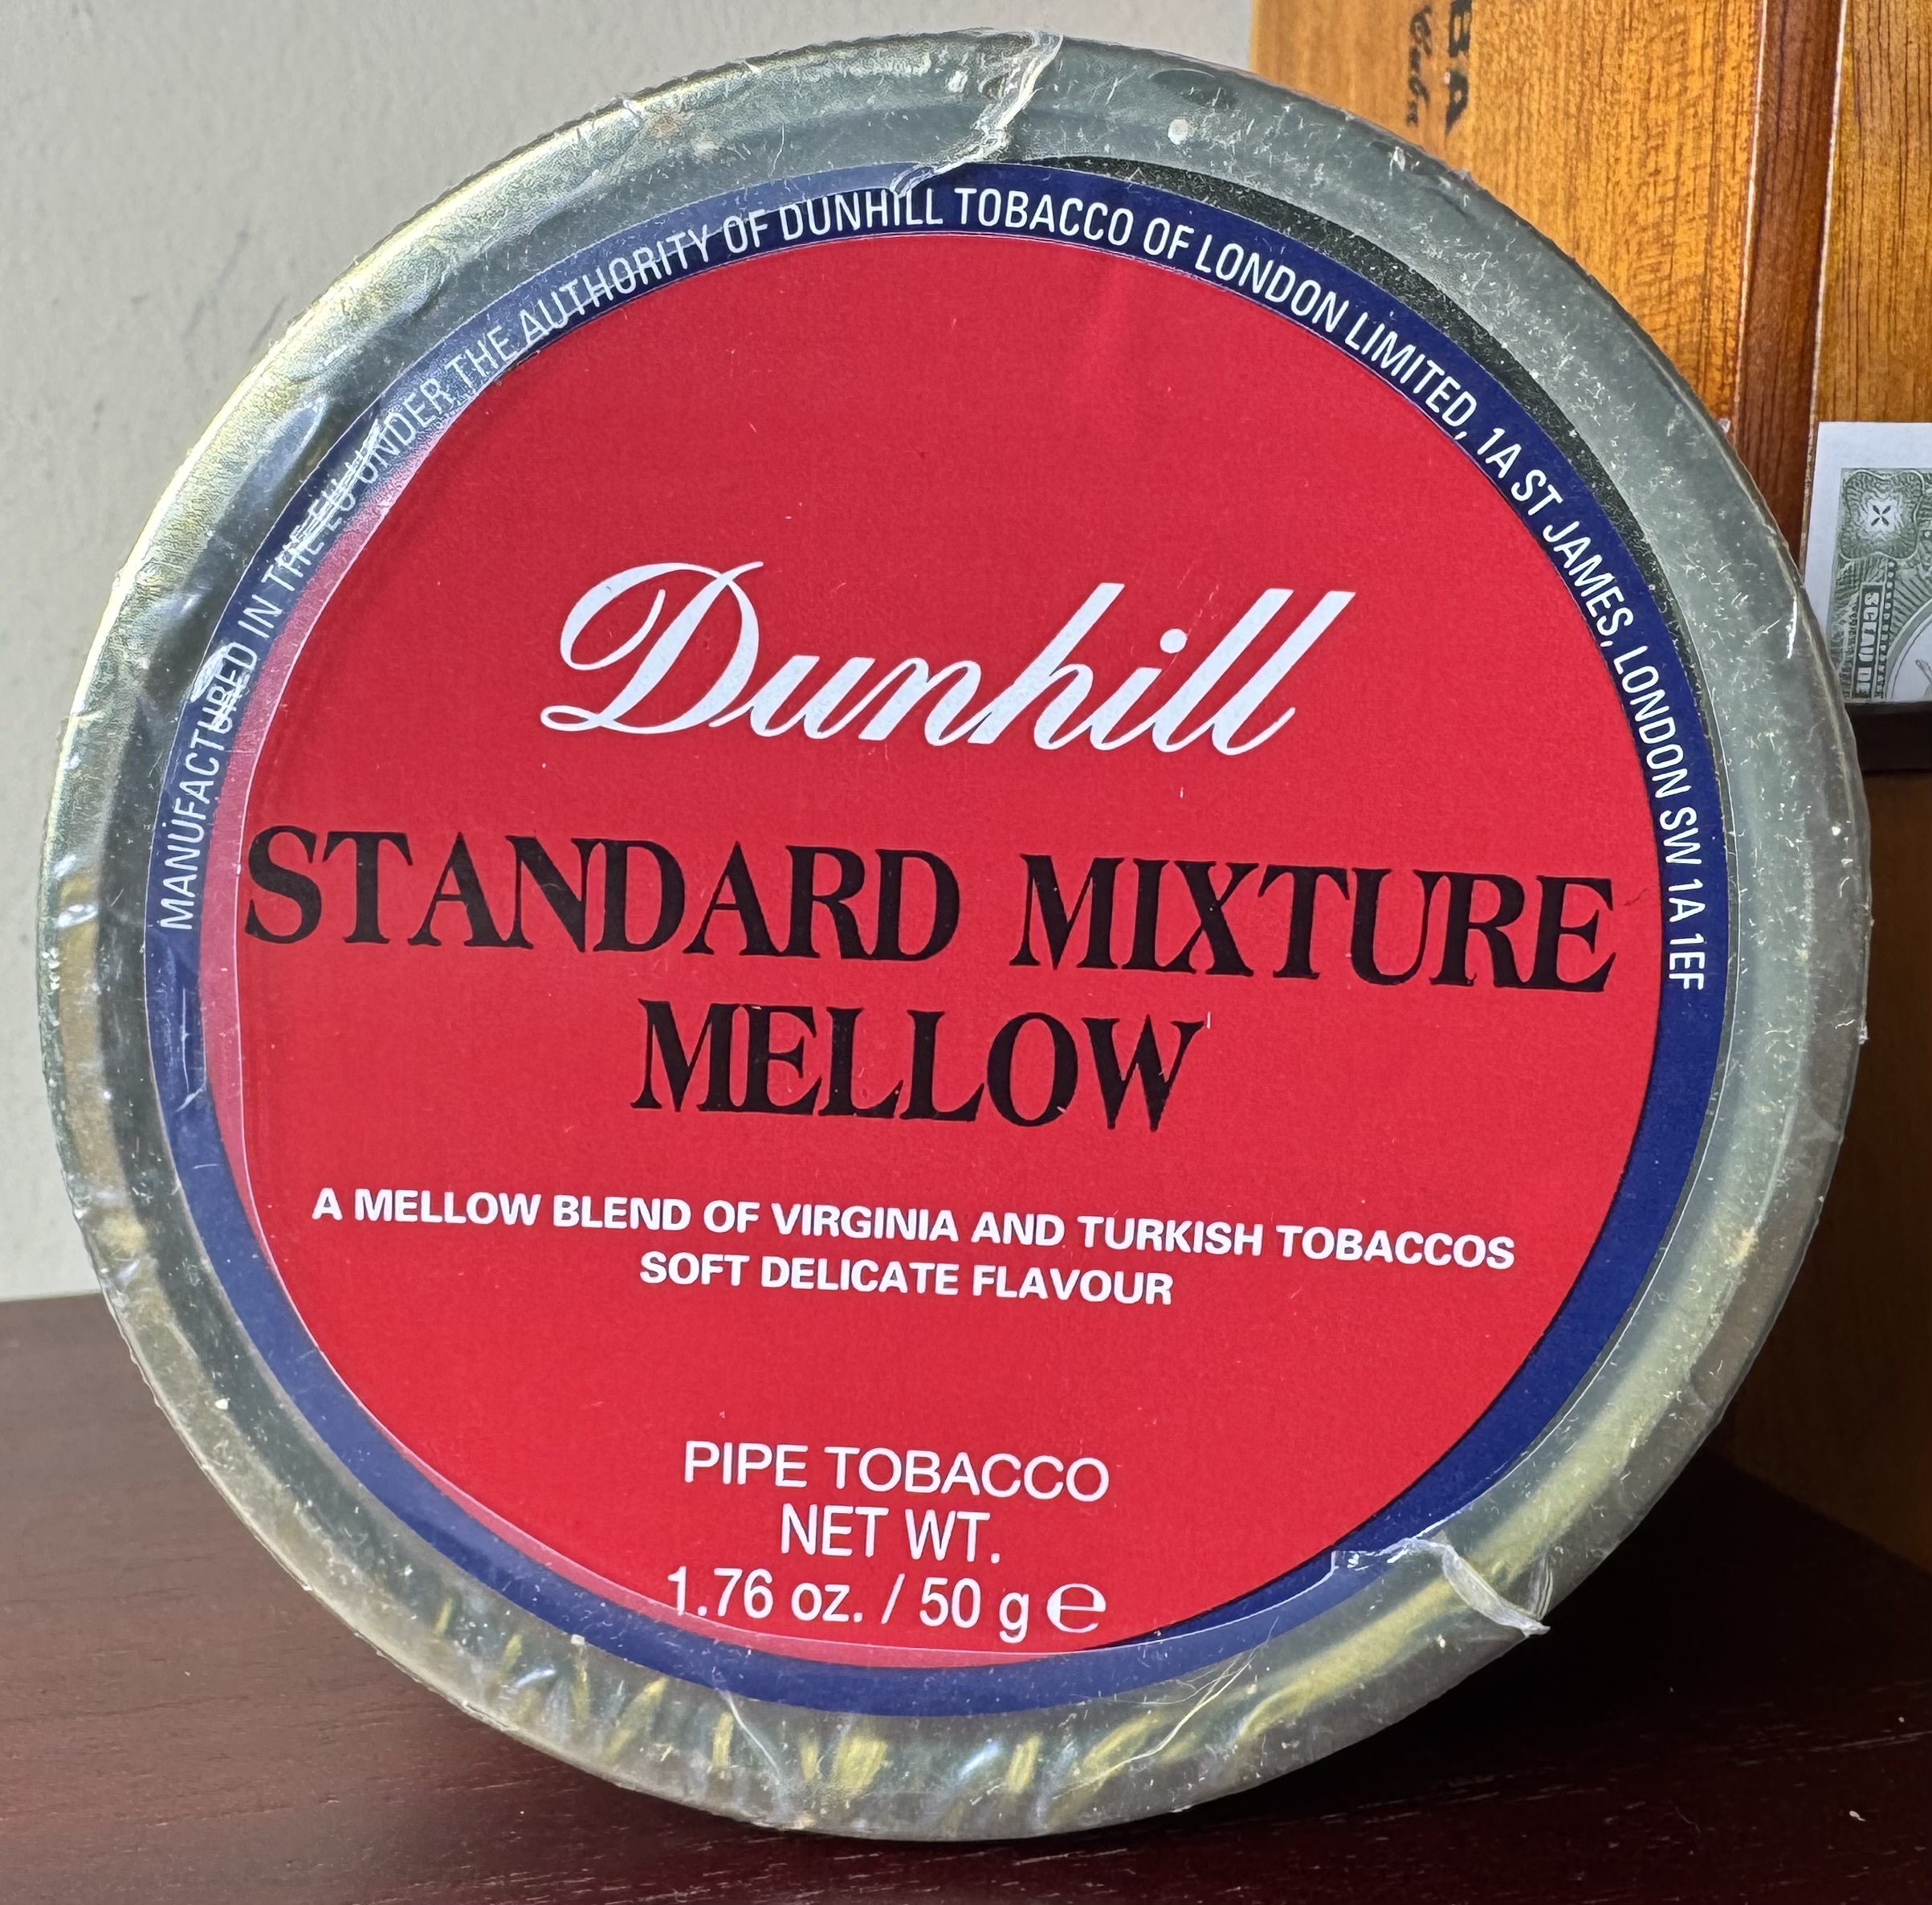 MANUFACTURED IN THE EU UNDER THE AUTHORITY OF DUNHILL TOBACCO OF LONDON LIMITED, 1A ST JAMES, LONDON SW 1A 1EF
Dunhill
STANDARD MIXTURE
MELLOW
A MELLOW BLEND OF VIRGINIA AND TURKISH TOBACCOS
SOFT DELICATE FLAVOUR
PIPE TOBACCO
NET WT.
1.76 oz. / 50 g ℮
BA
Cuba